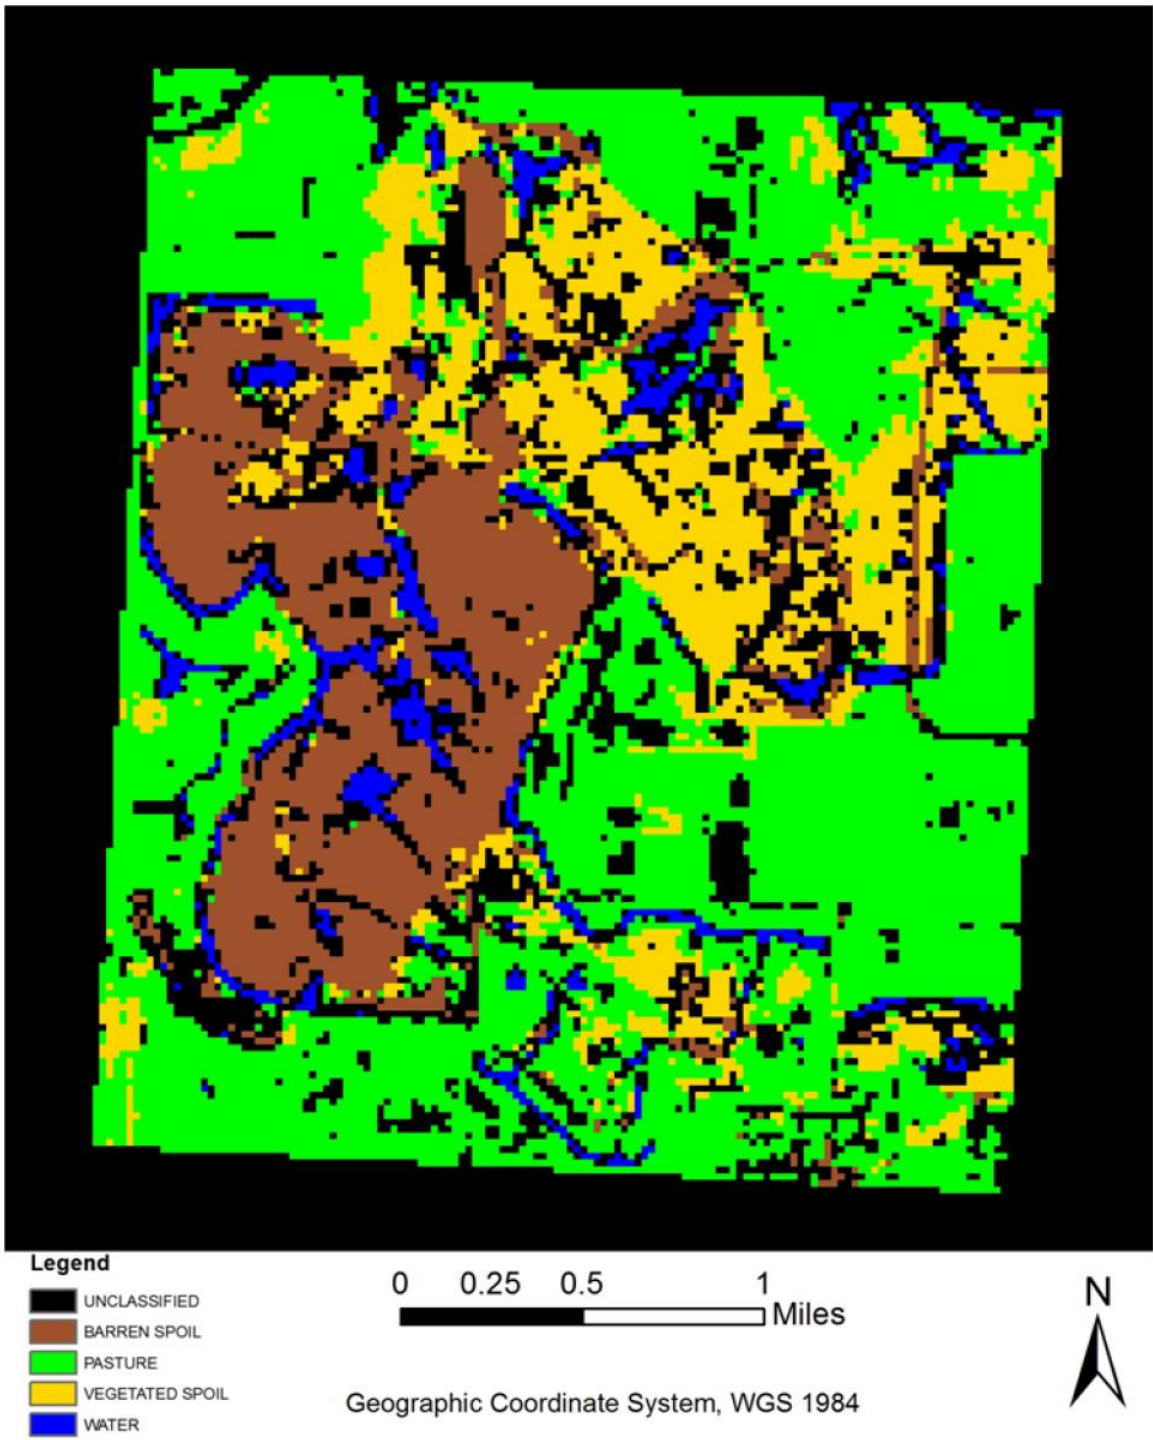 Legend
UNCLASSIFIED
BARREN SPOIL
PASTURE
VEGETATED SPOIL
WATER
0 0.25 0.5 1
Miles
Geographic Coordinate System, WGS 1984
N